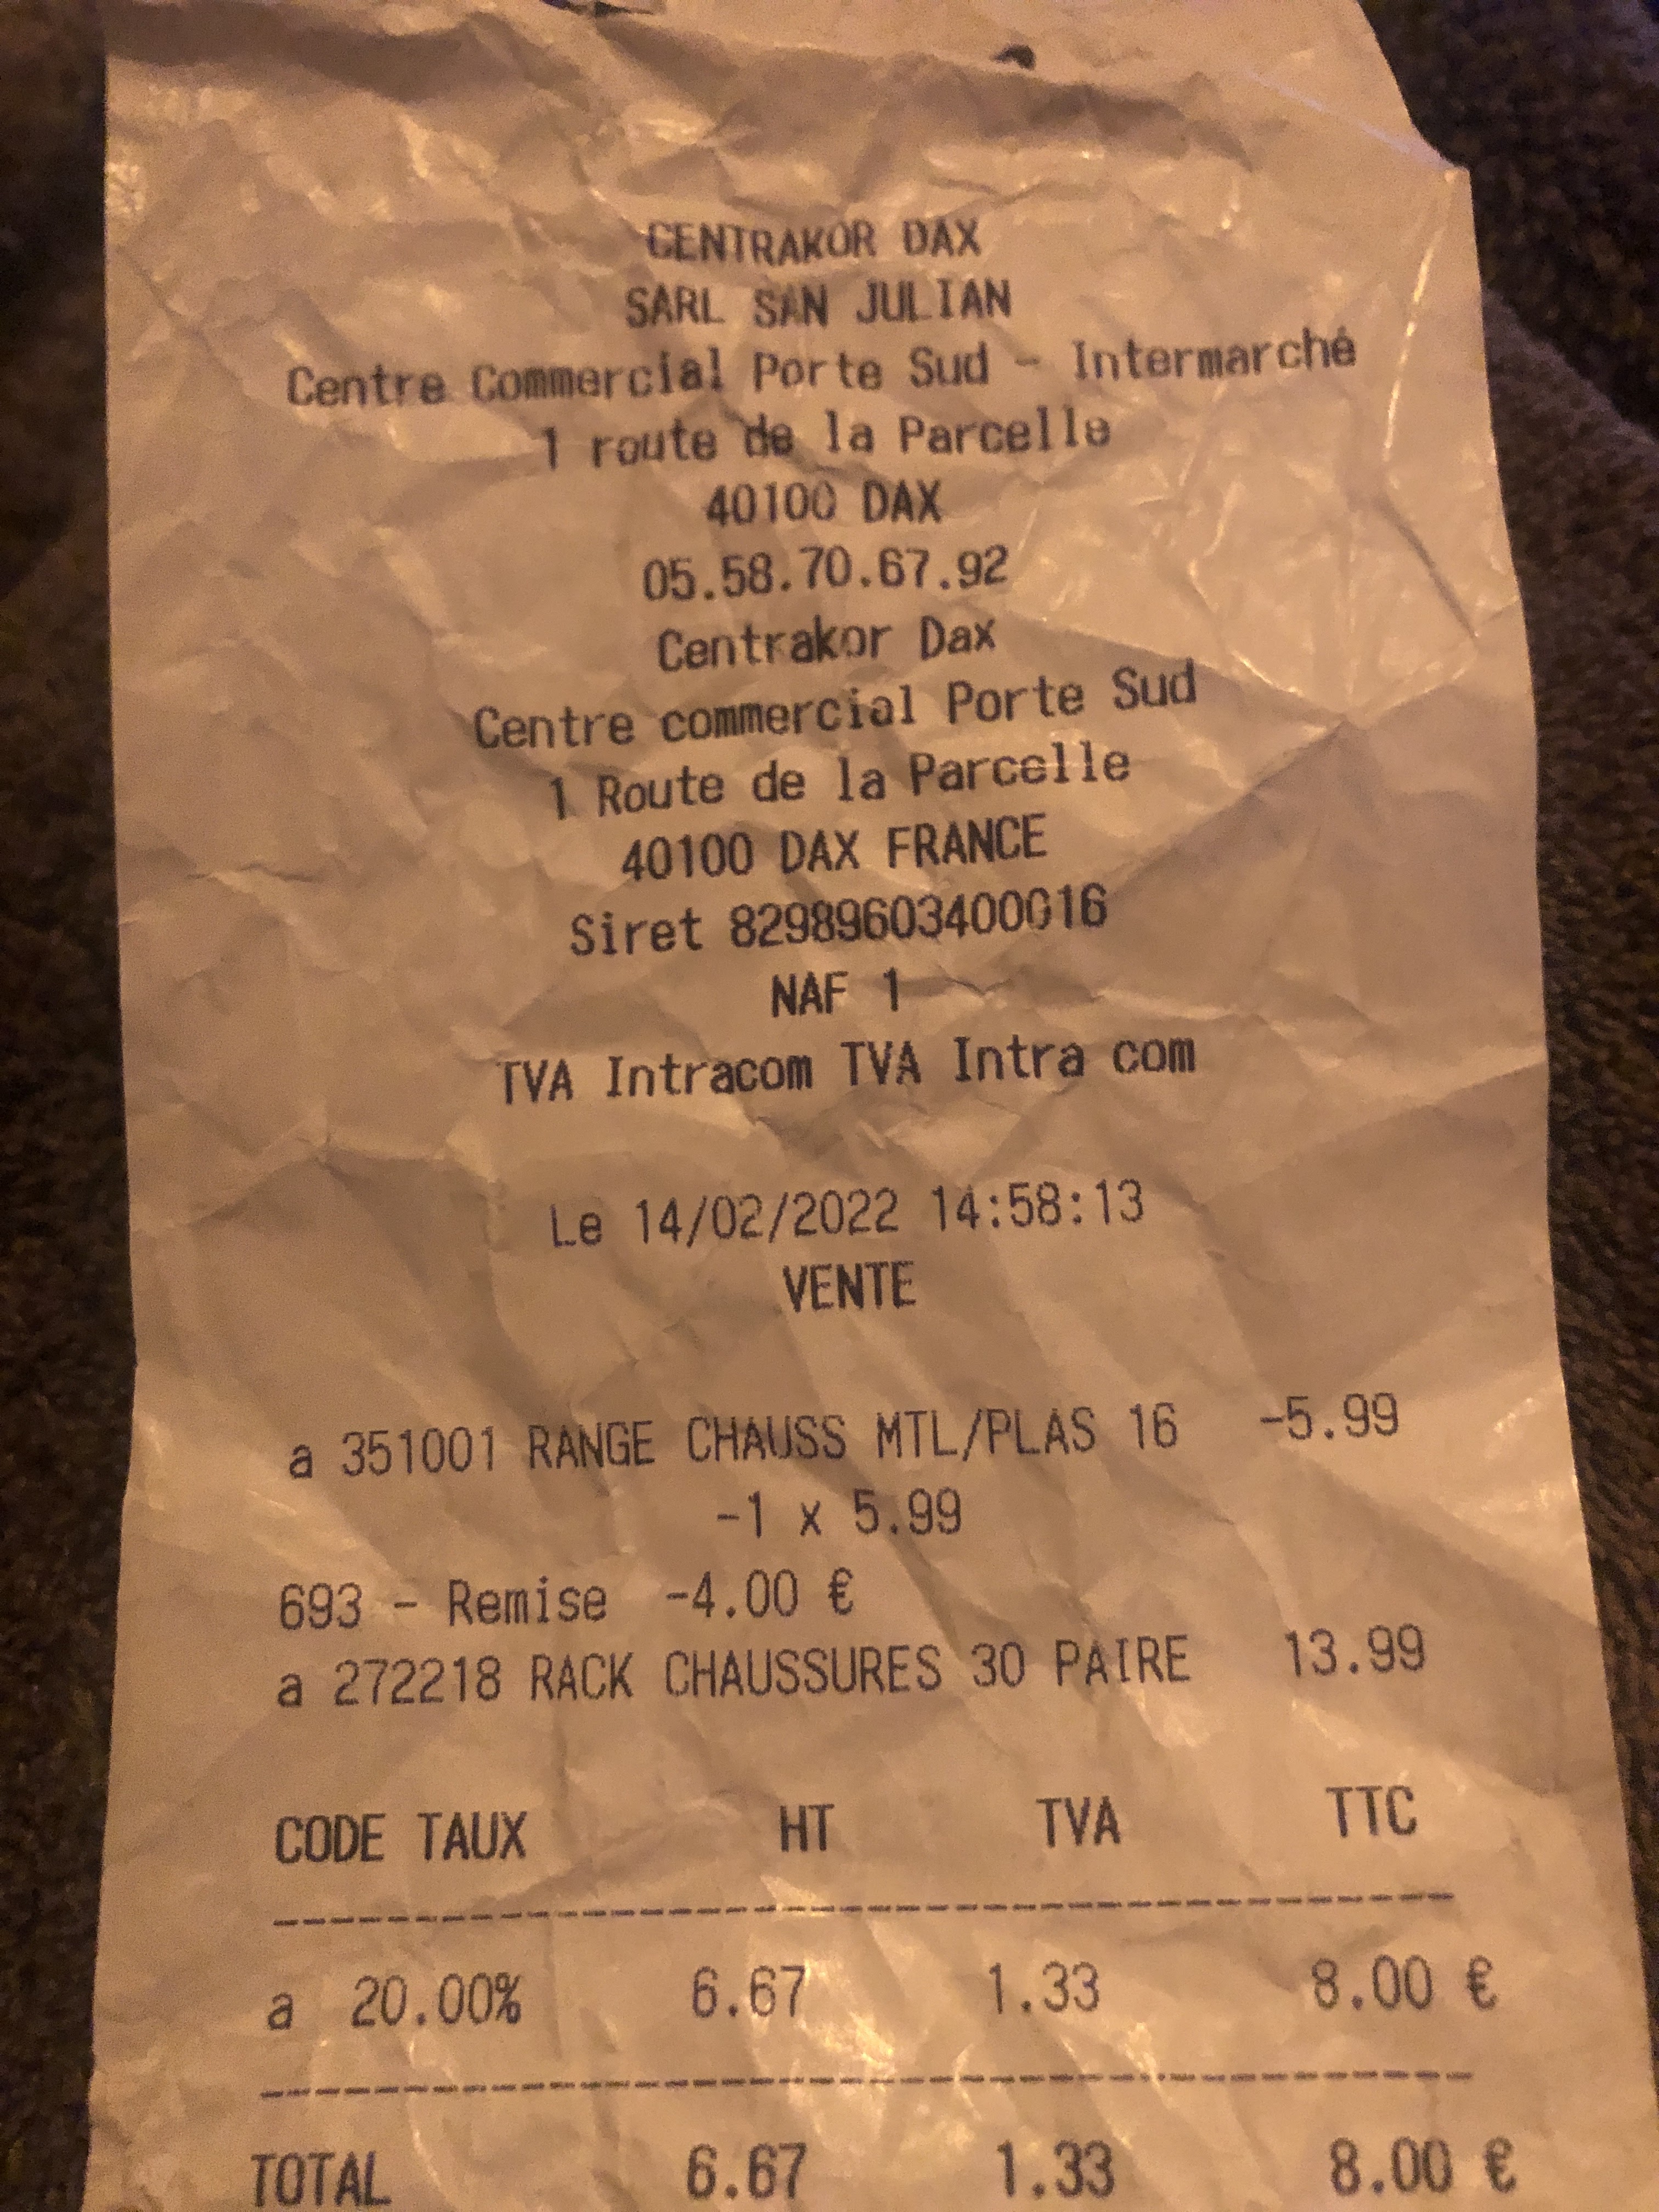 CENTRAKOR DAX
SARL SAN JULIAN
Centre Commercial Porte Sud - Intermarché
1 route de la Parcelle
40100 DAX
05.58.70.67.92
Centrakor Dax
Centre commercial Porte Sud
1 Route de la Parcelle
40100 DAX FRANCE
Siret 82989603400016
NAF 1
TVA Intracom TVA Intra com
Le 14/02/2022 14:58:13
VENTE
a 351001 RANGE CHAUSS MTL/PLAS 16 -5.99
-1 x 5.99
693 - Remise -4.00 €
a 272218 RACK CHAUSSURES 30 PAIRE 13.99
CODE TAUX HT TVA TTC
--------------------------------------------
a 20.00% 6.67 1.33 8.00 €
--------------------------------------------
TOTAL 6.67 1.33 8.00 €